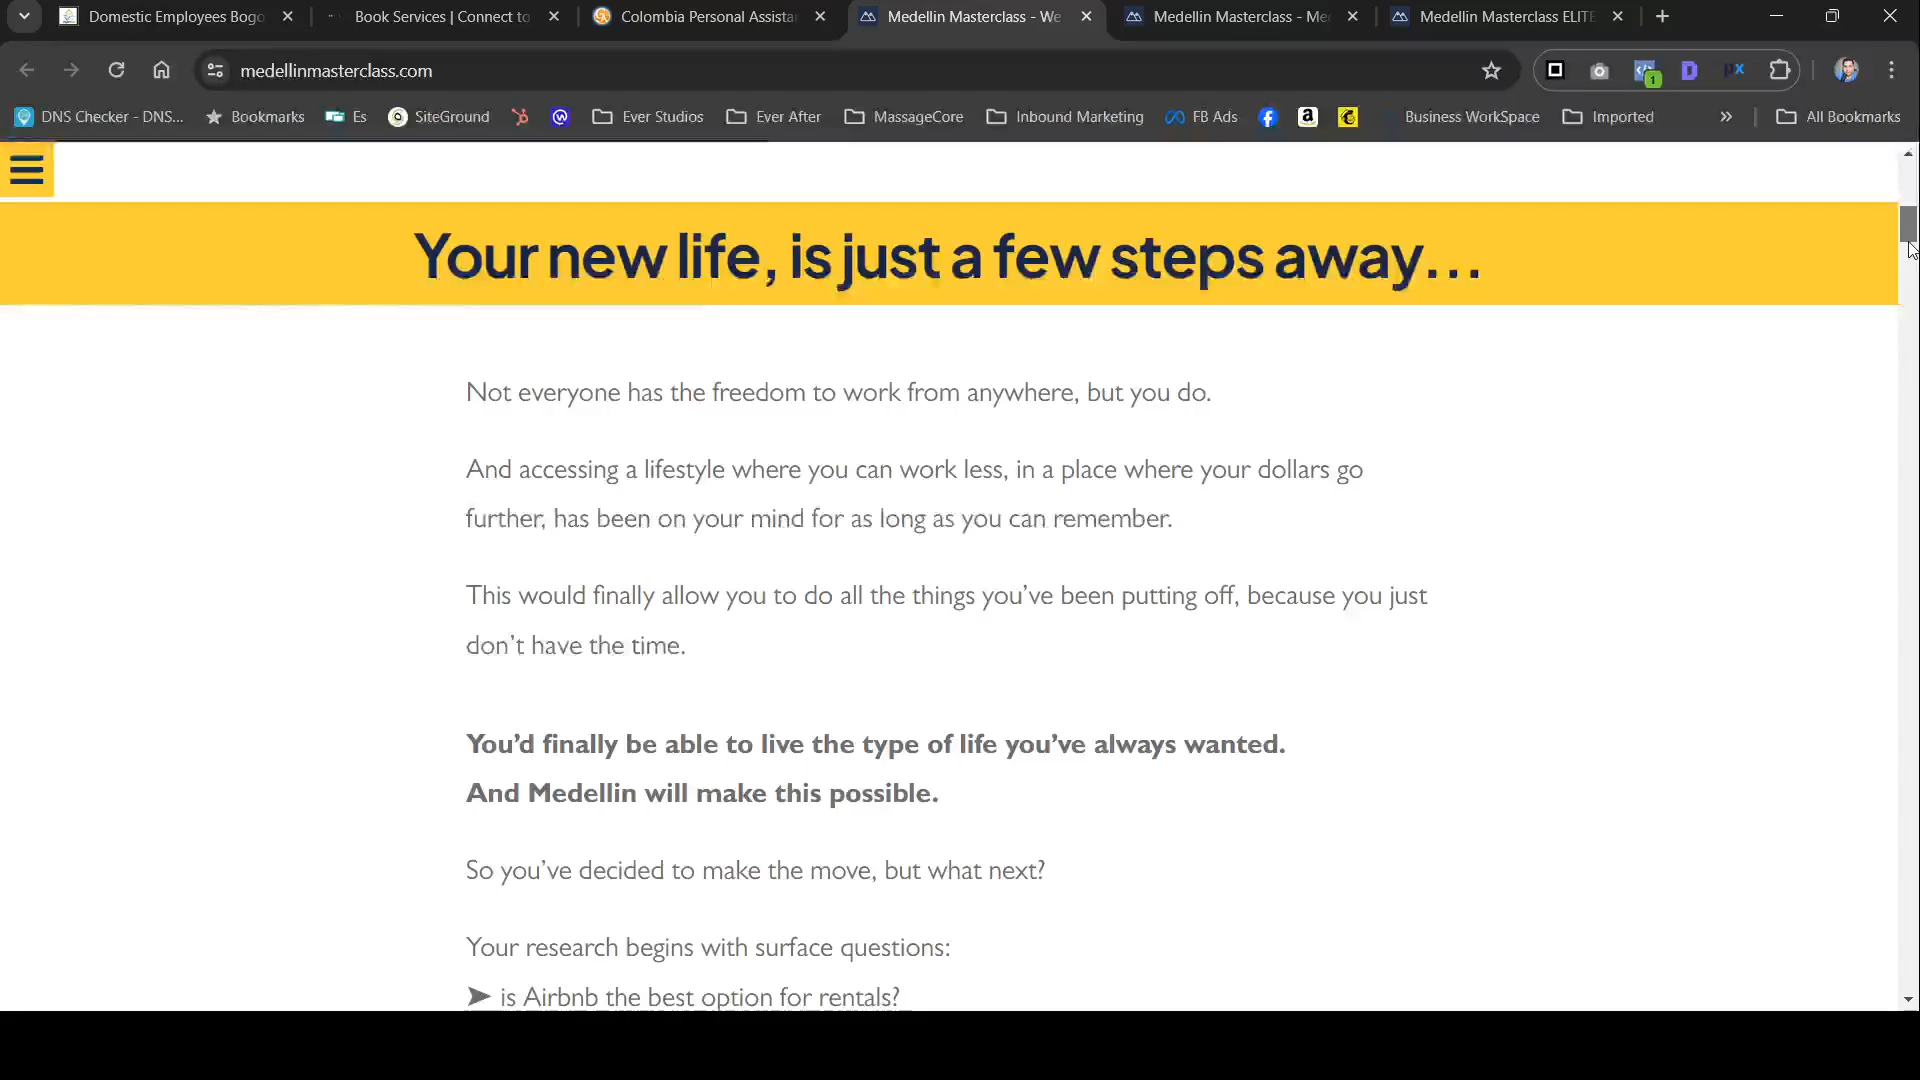 Domestic Employees Bogo
Book Services | Connect to
Colombia Personal Assista
Medellin Masterclass - We
Medellin Masterclass - Me
Medellin Masterclass ELITE
medellinmasterclass.com
1
DNS Checker - DNS...
Bookmarks
Es
SiteGround
Ever Studios
Ever After
MassageCore
Inbound Marketing
FB Ads
Business WorkSpace
Imported
All Bookmarks
Your new life, is just a few steps away…
Not everyone has the freedom to work from anywhere, but you do.
And accessing a lifestyle where you can work less, in a place where your dollars go
further, has been on your mind for as long as you can remember.
This would finally allow you to do all the things you’ve been putting off, because you just
don’t have the time.
You’d finally be able to live the type of life you’ve always wanted.
And Medellin will make this possible.
So you’ve decided to make the move, but what next?
Your research begins with surface questions:
➤ is Airbnb the best option for rentals?